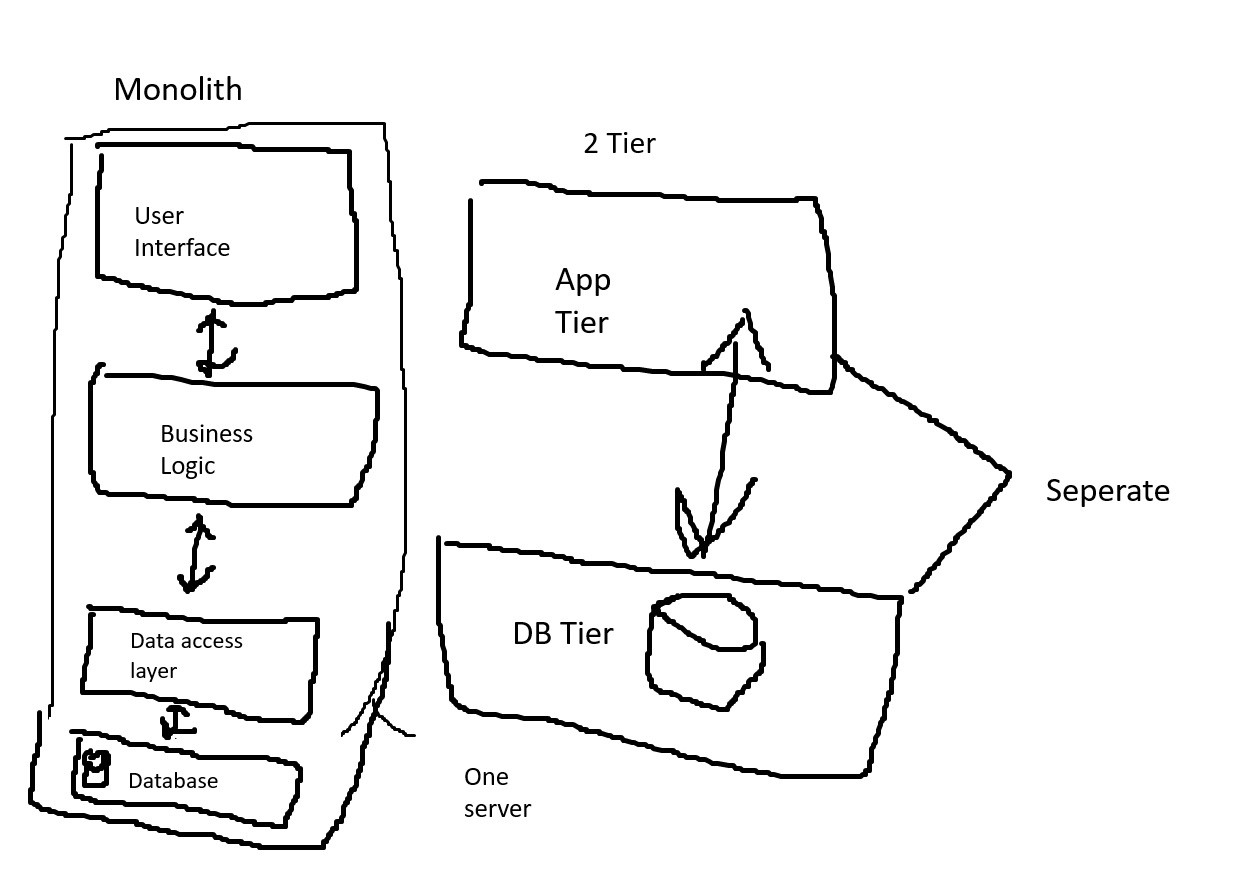 Monolith
User
Interface
Business
Logic
Data access
layer
Database
One
server
2 Tier
App
Tier
DB Tier
Seperate